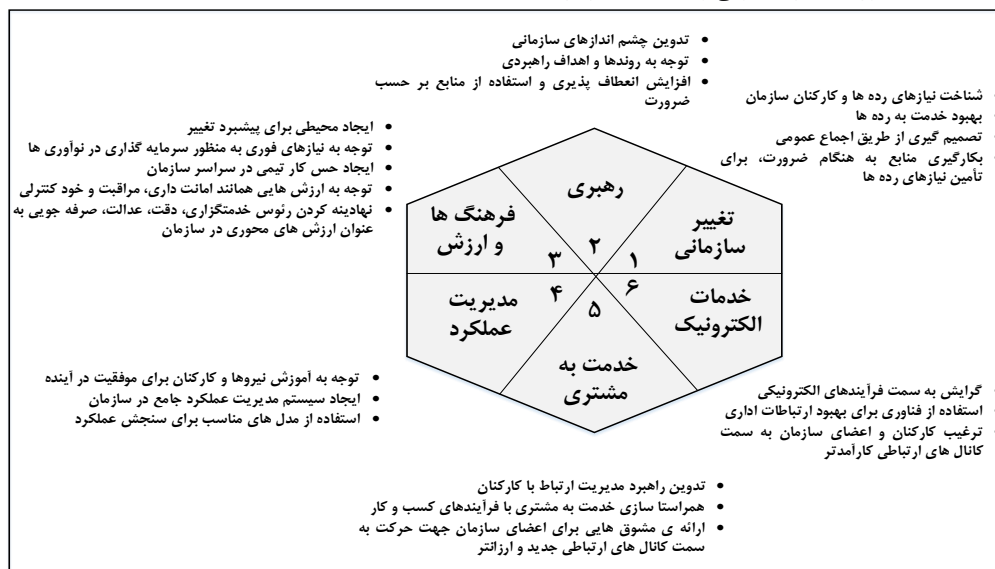 تدوین چشم اندازهای سازمانی
توجه به روندها و اهداف راهبردی
افزایش انعطاف پذیری و استفاده از منابع بر حسب
ضرورت
شناخت نیازهای رده ها و کارکنان سازمان
بهبود خدمت به رده ها
تصمیم گیری از طریق اجماع عمومی
بکارگیری منابع به هنگام ضرورت، برای
تأمین نیازهای رده ها
ایجاد محیطی برای پیشبرد تغییر
توجه به نیازهای فوری به منظور سرمایه گذاری در نوآوری ها
ایجاد حس کار تیمی در سراسر سازمان
توجه به ارزش هایی همانند امانت داری، مراقبت و خود کنترلی
نهادینه کردن رئوس خدمتگزاری، دقت، عدالت، صرفه جویی به
عنوان ارزش های محوری در سازمان
تغییر
سازمانی
۱
رهبری
۲
فرهنگ ها
و ارزش
۳
مدیریت
عملکرد
۴
خدمت به
مشتری
۵
خدمات
الکترونیک
۶
توجه به آموزش نیروها و کارکنان برای موفقیت در آینده
ایجاد سیستم مدیریت عملکرد جامع در سازمان
استفاده از مدل های مناسب برای سنجش عملکرد
گرایش به سمت فرآیندهای الکترونیکی
استفاده از فناوری برای بهبود ارتباطات اداری
ترغیب کارکنان و اعضای سازمان به سمت
کانال های ارتباطی کارآمدتر
تدوین راهبرد مدیریت ارتباط با کارکنان
همراستا سازی خدمت به مشتری با فرآیندهای کسب و کار
ارائه ی مشوق هایی برای اعضای سازمان جهت حرکت به
سمت کانال های ارتباطی جدید و ارزانتر